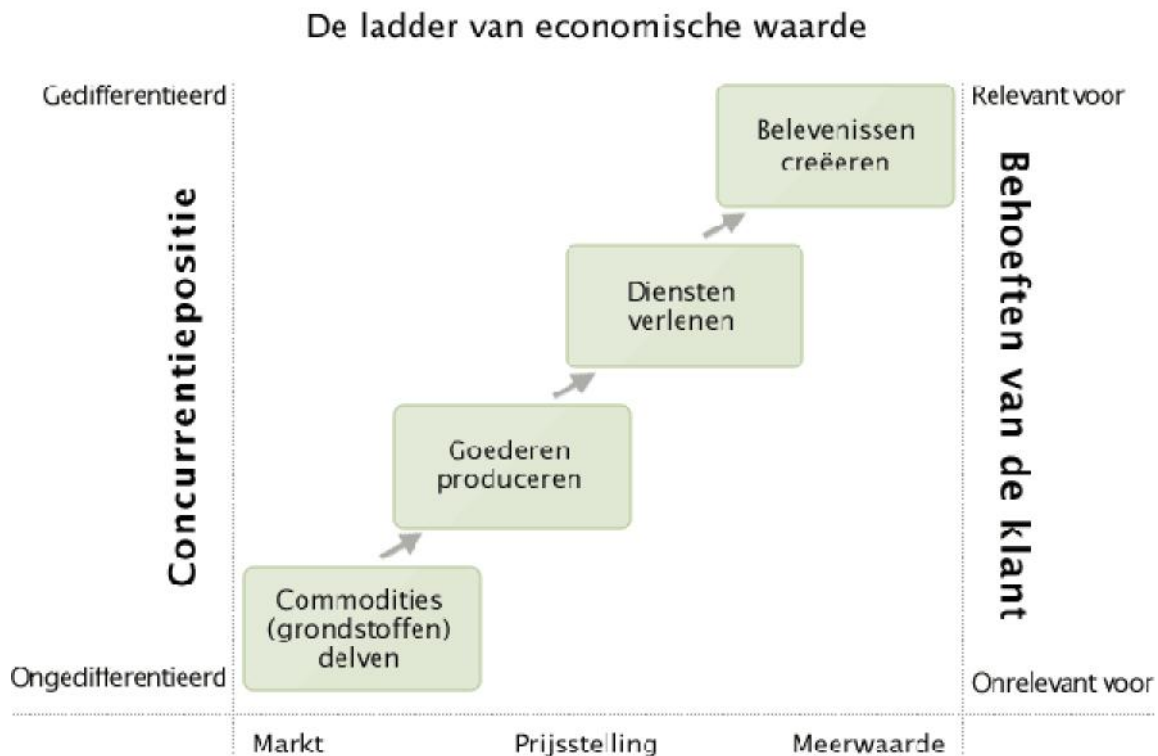 De ladder van economische waarde
Gedifferentieerd
Relevant voor
Belevenissen
creëeren
Concurrentiepositie
Behoeften van de klant
Diensten
verlenen
Goederen
produceren
Commodities
(grondstoffen)
delven
Ongedifferentieerd
Onrelevant voor
Markt
Prijsstelling
Meerwaarde